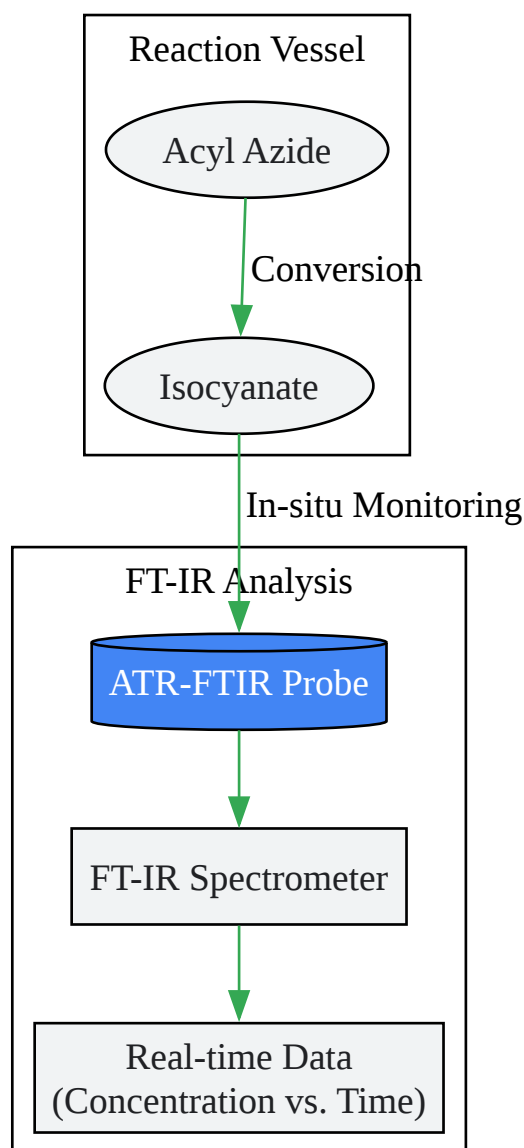 Reaction Vessel
Acyl Azide
Conversion
Isocyanate
In-situ Monitoring
FT-IR Analysis
ATR-FTIR Probe
FT-IR Spectrometer
Real-time Data
(Concentration vs. Time)